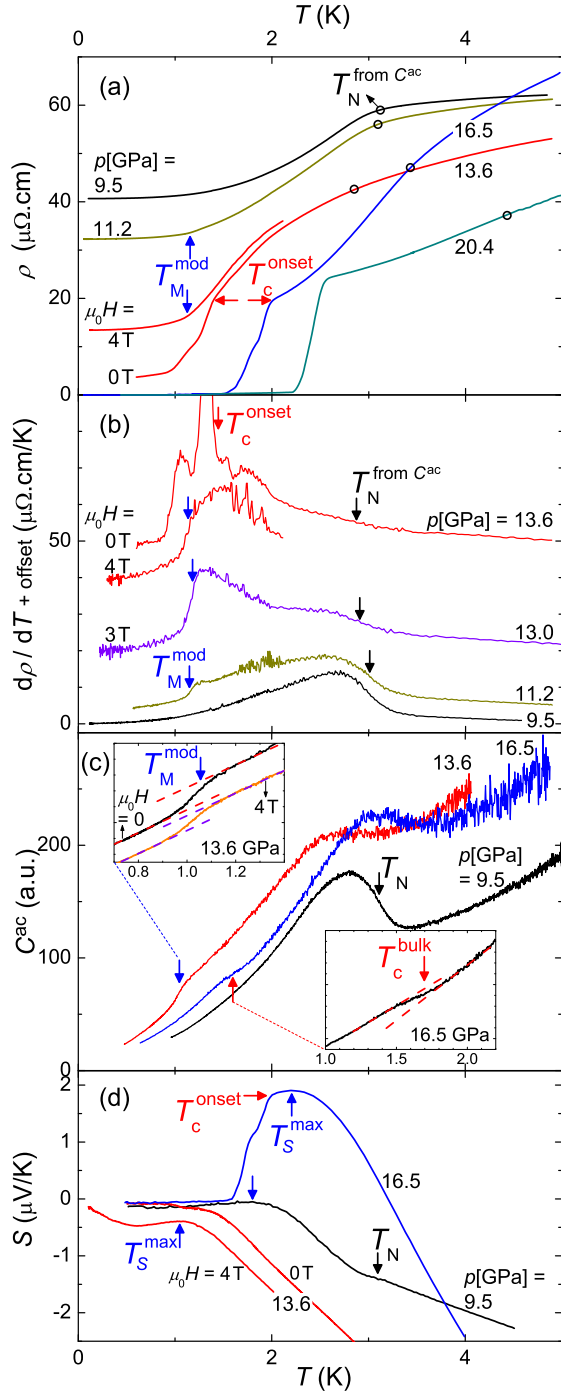 T (K)
0 2 4
(a)
T_N^from C^ac
60
40
20
0
ρ (μΩ.cm)
p[GPa] =
9.5
11.2
16.5
13.6
20.4
T_M^mod
T_c^onset
μ₀H =
4T
0T
(b)
T_c^onset
T_N^from C^ac
dρ / dT + offset (μΩ.cm/K)
50
0
μ₀H =
0T
4T
3T
p[GPa] = 13.6
13.0
T_M^mod
11.2
9.5
(c)
T_M^mod
μ₀H
= 0
4T
13.6 GPa
0.8 1.0 1.2
13.6
16.5
C^ac (a.u.)
200
100
0
T_N
p[GPa]
= 9.5
T_c^bulk
16.5 GPa
1.0 1.5 2.0
(d)
T_c^onset
T_S^max
2
1
0
-1
-2
S (μV/K)
16.5
T_S^max
T_N
μ₀H = 4T
0T
13.6
p[GPa] =
9.5
0 2 4
T (K)